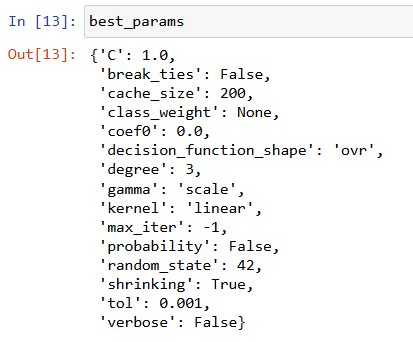 In [13]: best_params
Out[13]: {'C': 1.0,
'break_ties': False,
'cache_size': 200,
'class_weight': None,
'coef0': 0.0,
'decision_function_shape': 'ovr',
'degree': 3,
'gamma': 'scale',
'kernel': 'linear',
'max_iter': -1,
'probability': False,
'random_state': 42,
'shrinking': True,
'tol': 0.001,
'verbose': False}